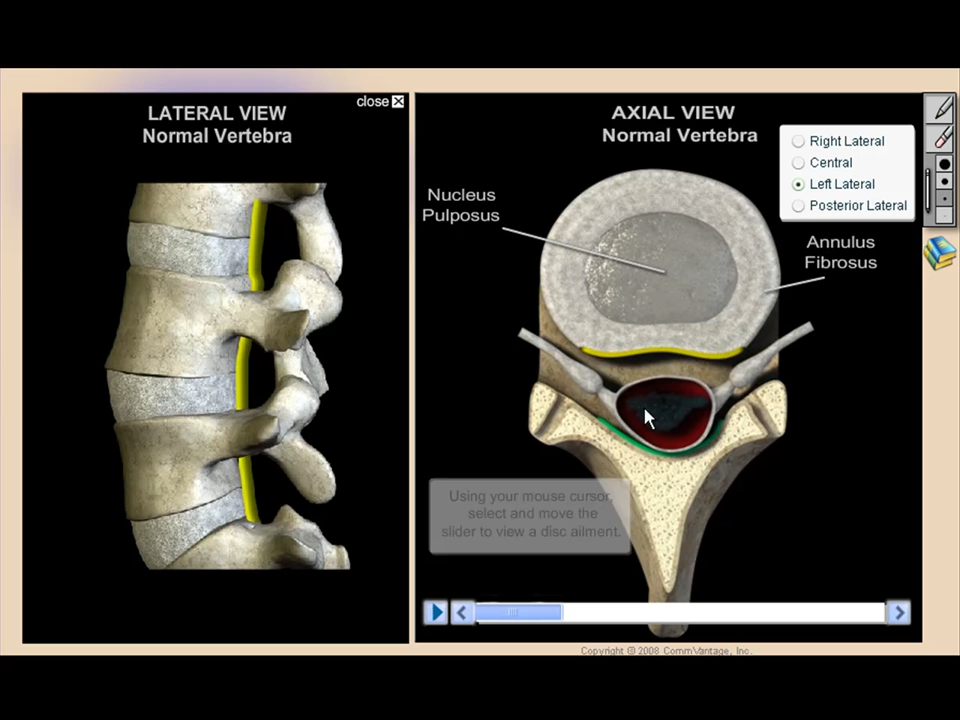 LATERAL VIEW
Normal Vertebra
close
AXIAL VIEW
Normal Vertebra
Right Lateral
Central
Left Lateral
Posterior Lateral
Nucleus
Pulposus
Annulus
Fibrosus
Using your mouse cursor,
select and move the
slider to view a disc ailment.
Copyright © 2008 CommVantage, Inc.